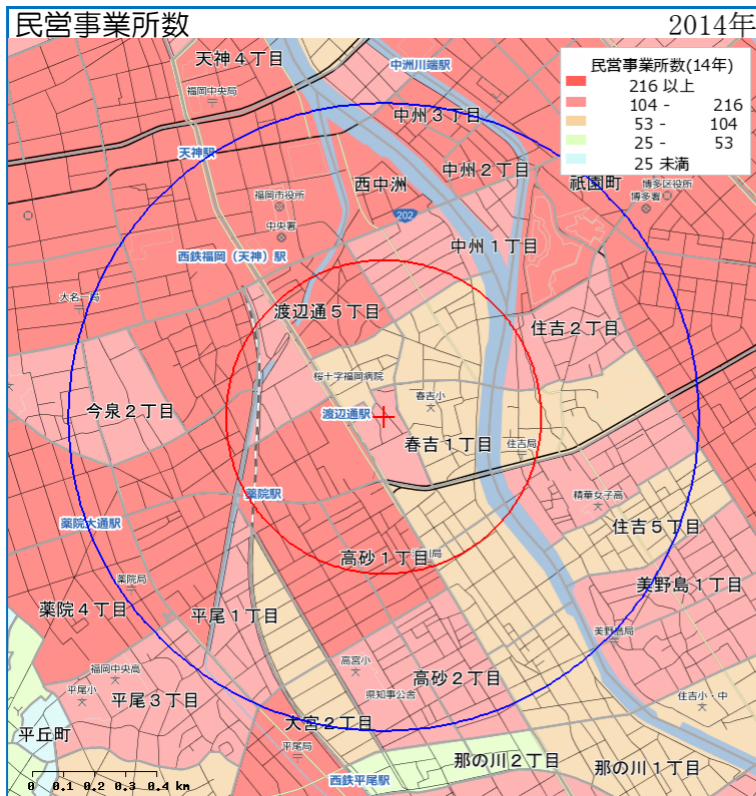 民営事業所数
2014年
民営事業所数(14年)
216 以上
104 - 216
53 - 104
25 - 53
25 未満
天神4丁目
中洲川端駅
福岡中央局
中州3丁目
天神駅
中州2丁目
西中洲
祇園町
博多区役所
博多署
福岡市役所
202
中央署
中州1丁目
西鉄福岡(天神)駅
大名二局
渡辺通5丁目
住吉2丁目
桜十字福岡病院
今泉2丁目
春吉小
渡辺通駅
春吉1丁目
住吉局
薬院駅
精華女子高
薬院大通駅
住吉5丁目
高砂1丁目
局
薬院局
美野島1丁目
薬院4丁目
平尾1丁目
美野島局
高宮小
福岡中央高
高砂2丁目
平尾小
県知事公舎
住吉小・中
平尾3丁目
大宮2丁目
平丘町
平尾局
那の川2丁目
那の川1丁目
西鉄平尾駅
0 0.1 0.2 0.3 0.4 km